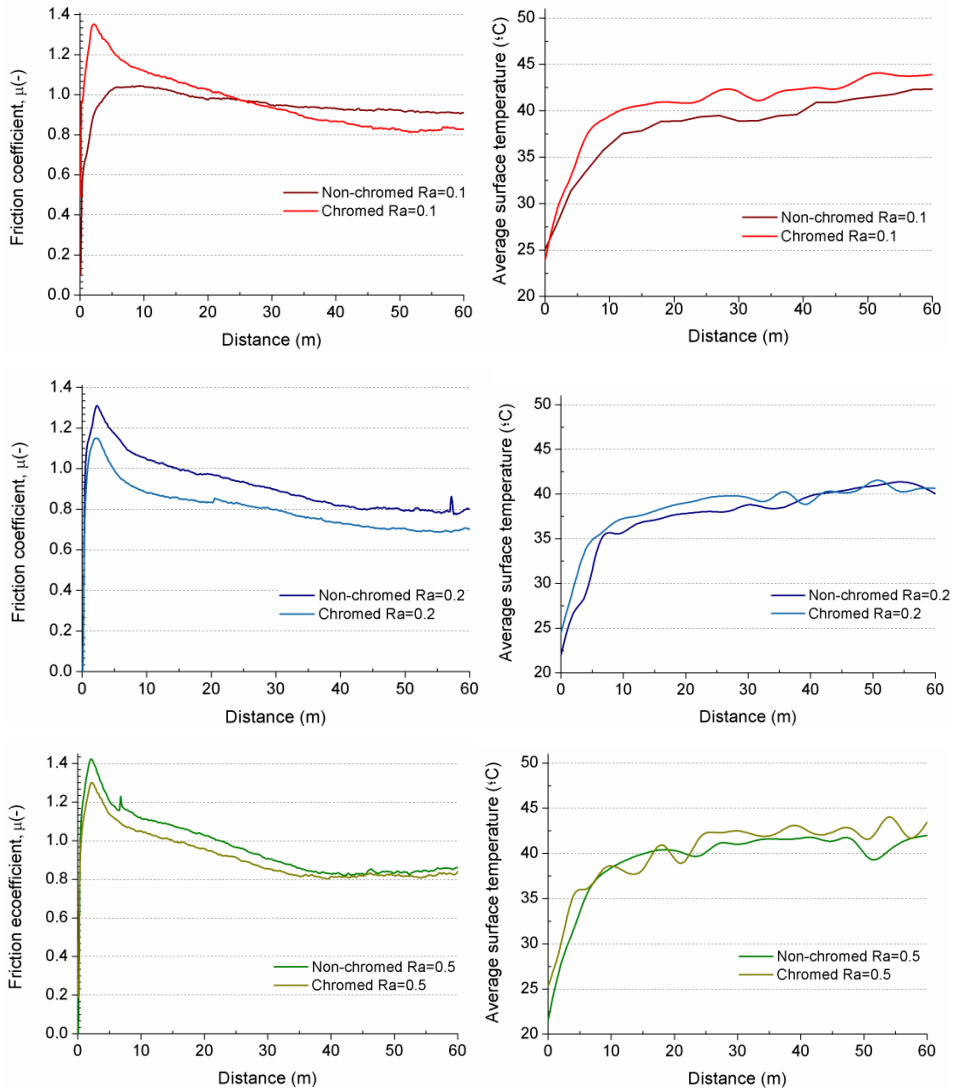 1.4
1.2
1.0
0.8
0.6
0.4
0.2
0.0
Friction coefficient, μ(-)
Non-chromed Ra=0.1
Chromed Ra=0.1
0 10 20 30 40 50 60
Distance (m)
50
45
40
35
30
25
20
Average surface temperature (°C)
Non-chromed Ra=0.1
Chromed Ra=0.1
0 10 20 30 40 50 60
Distance (m)
1.4
1.2
1.0
0.8
0.6
0.4
0.2
0.0
Friction coefficient, μ(-)
Non-chromed Ra=0.2
Chromed Ra=0.2
0 10 20 30 40 50 60
Distance (m)
50
45
40
35
30
25
20
Average surface temperature (°C)
Non-chromed Ra=0.2
Chromed Ra=0.2
0 10 20 30 40 50 60
Distance (m)
1.4
1.2
1.0
0.8
0.6
0.4
0.2
0.0
Friction ecoefficient, μ(-)
Non-chromed Ra=0.5
Chromed Ra=0.5
0 10 20 30 40 50 60
Distance (m)
50
45
40
35
30
25
20
Average surface temperature (°C)
Non-chromed Ra=0.5
Chromed Ra=0.5
0 10 20 30 40 50 60
Distance (m)